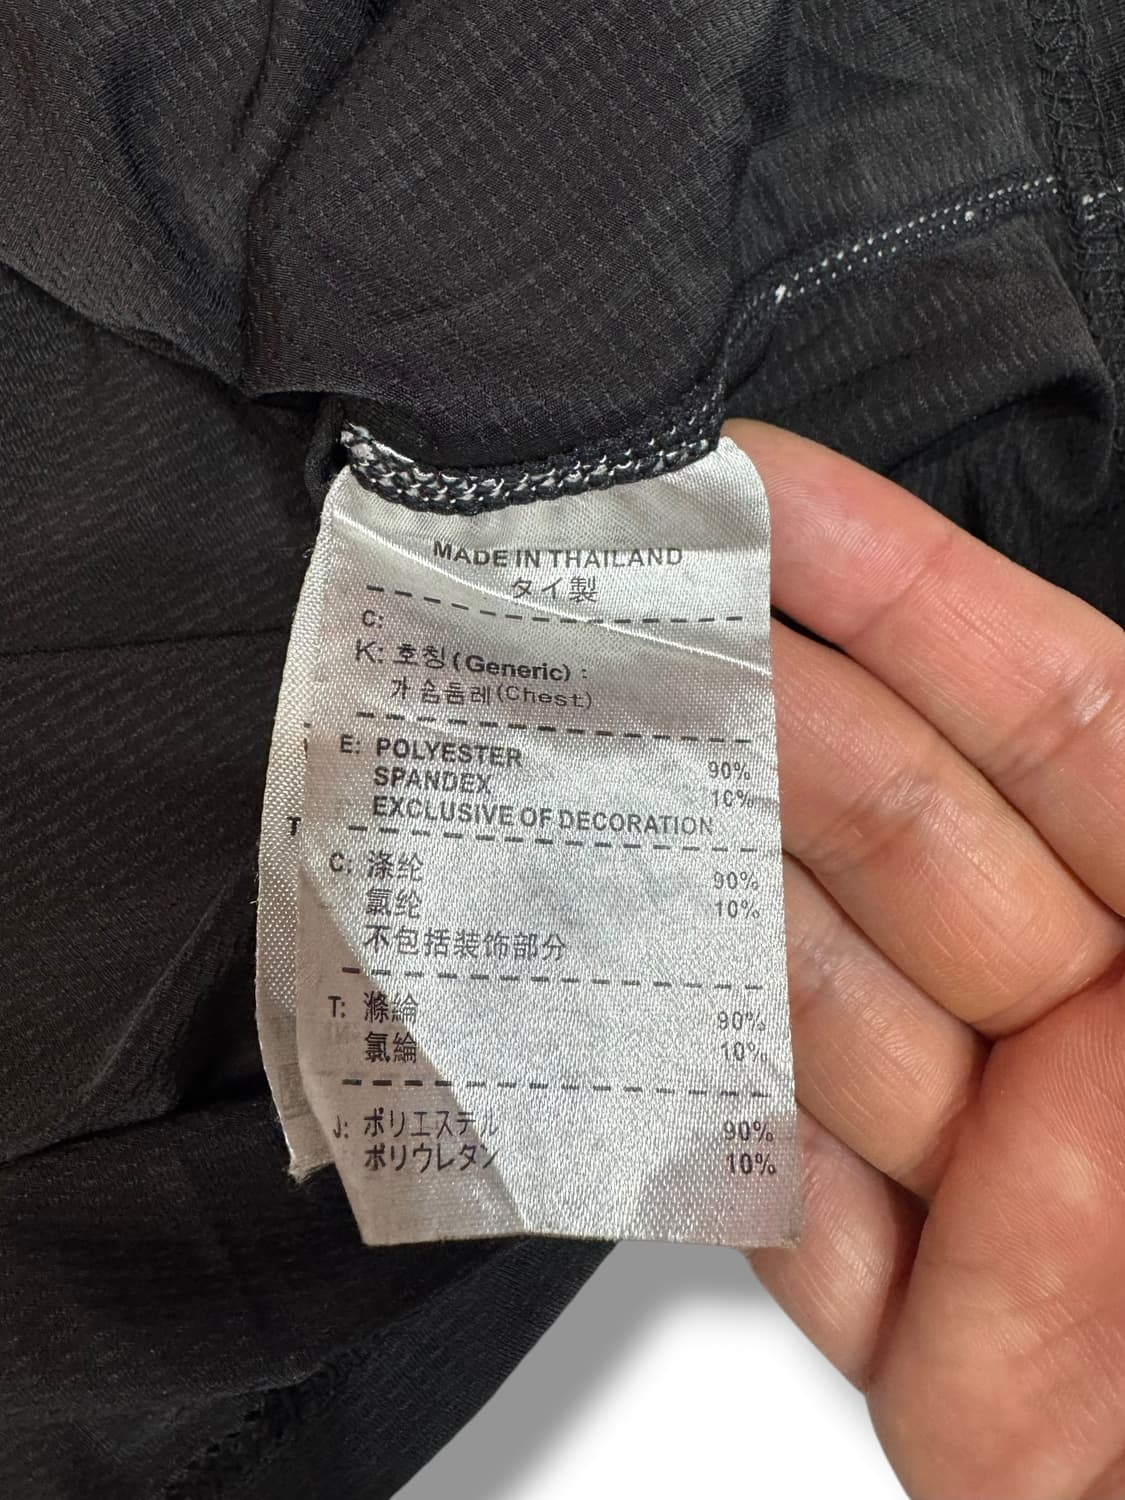 MADE IN THAILAND
タイ製
C:
K: 호칭(Generic) :
가슴둘레(Chest)
E: POLYESTER 90%
SPANDEX 10%
EXCLUSIVE OF DECORATION
C: 涤纶 90%
氨纶 10%
不包括装饰部分
T: 滌綸 90%
氨綸 10%
J: ポリエステル 90%
ポリウレタン 10%
T